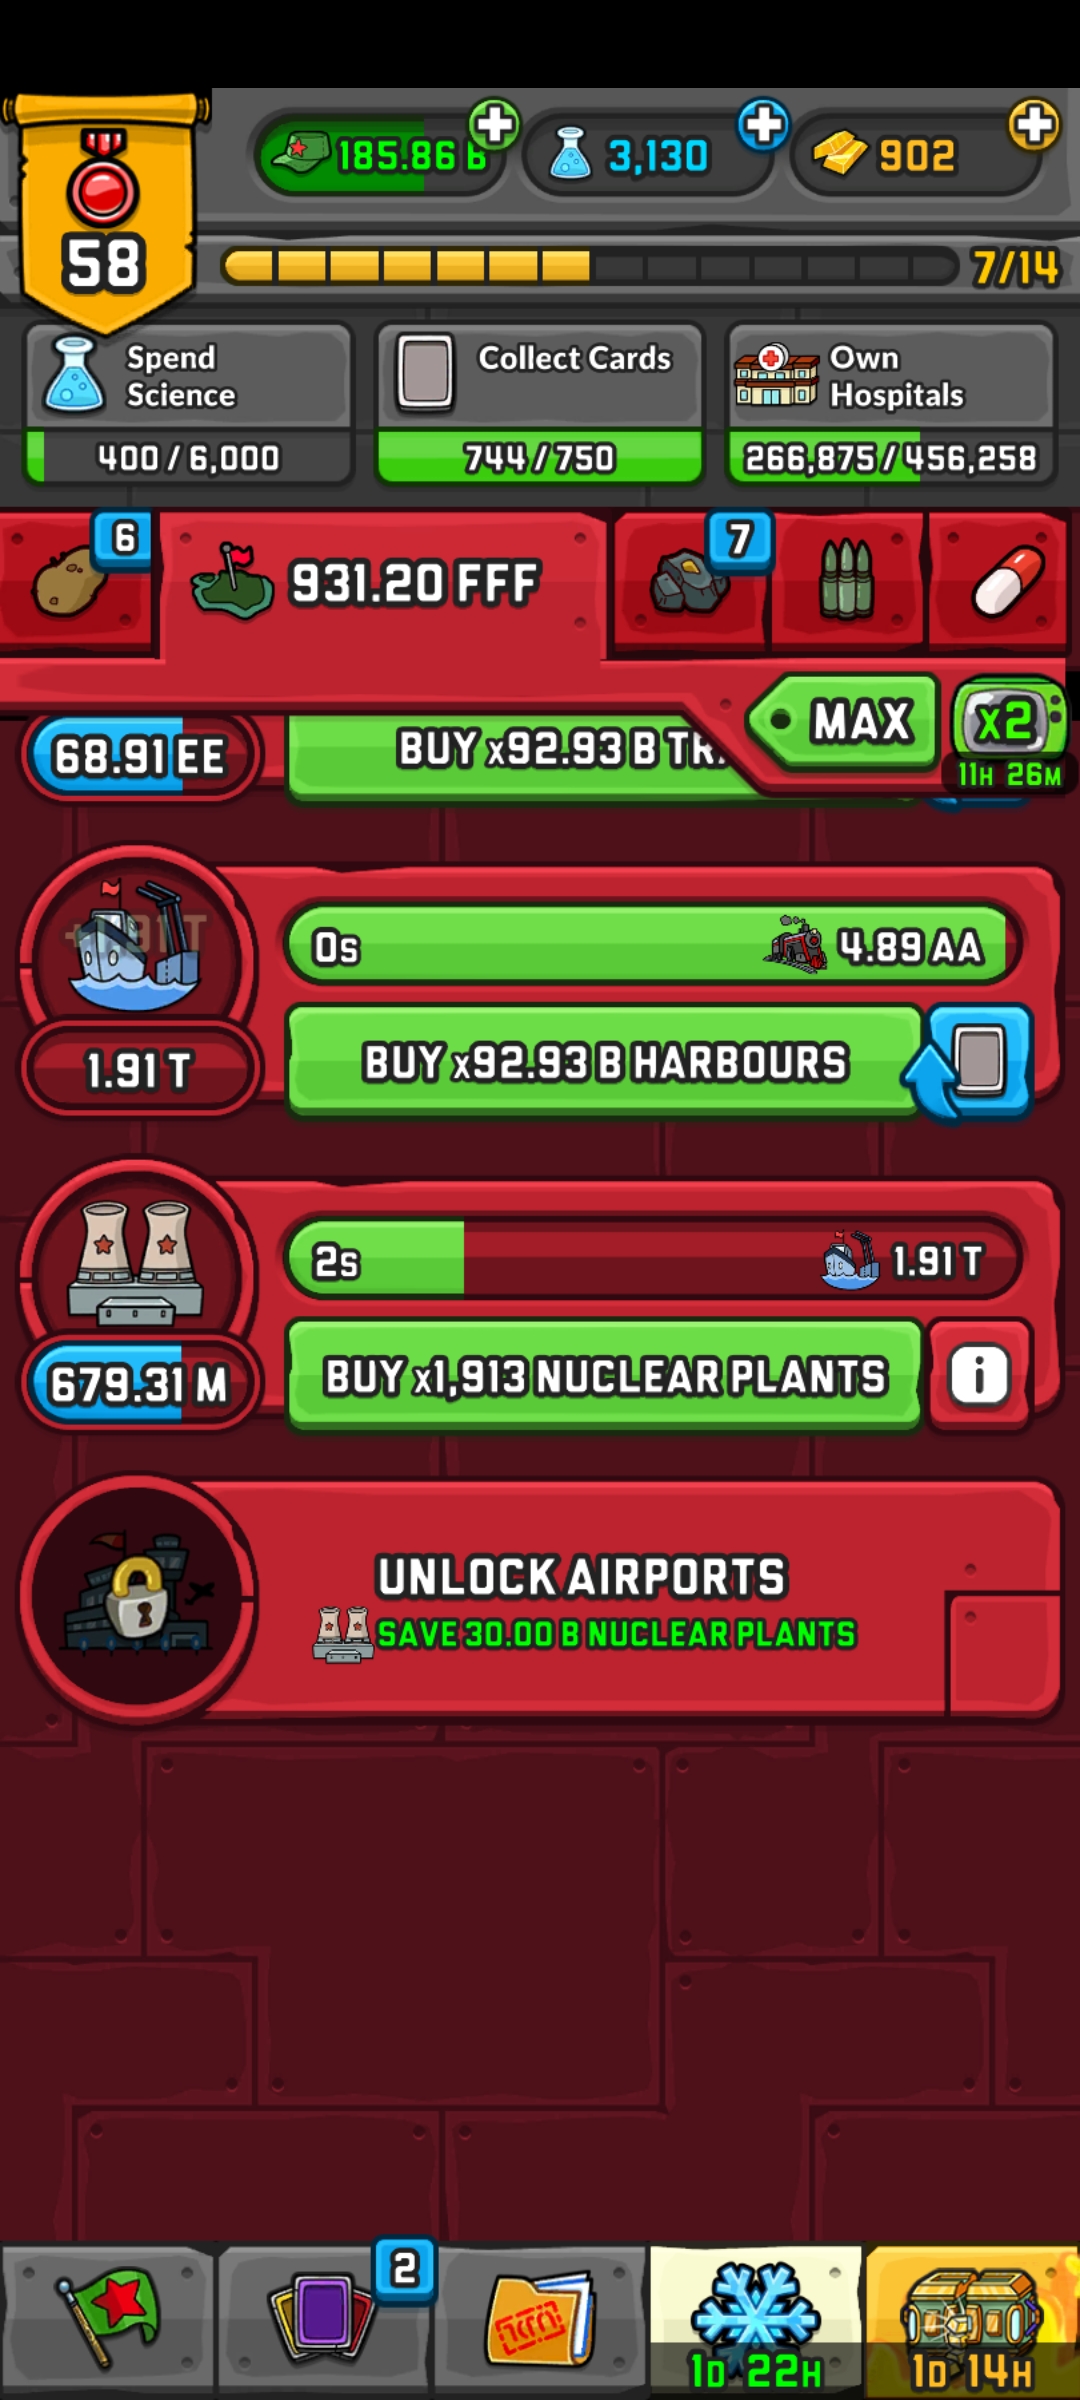 185.86 B
3,130
902
58
7/14
Spend
Science
400 / 6,000
Collect Cards
744 / 750
Own
Hospitals
266,875 / 456,258
6
931.20 FFF
7
MAX
x2
11H 26M
68.91 EE
BUY x92.93 B
+1.91 T
0s
4.89 AA
1.91 T
BUY x92.93 B HARBOURS
2s
1.91 T
679.31 M
BUY x1,913 NUCLEAR PLANTS
i
UNLOCK AIRPORTS
SAVE 30.00 B NUCLEAR PLANTS
2
1D 22H
1D 14H